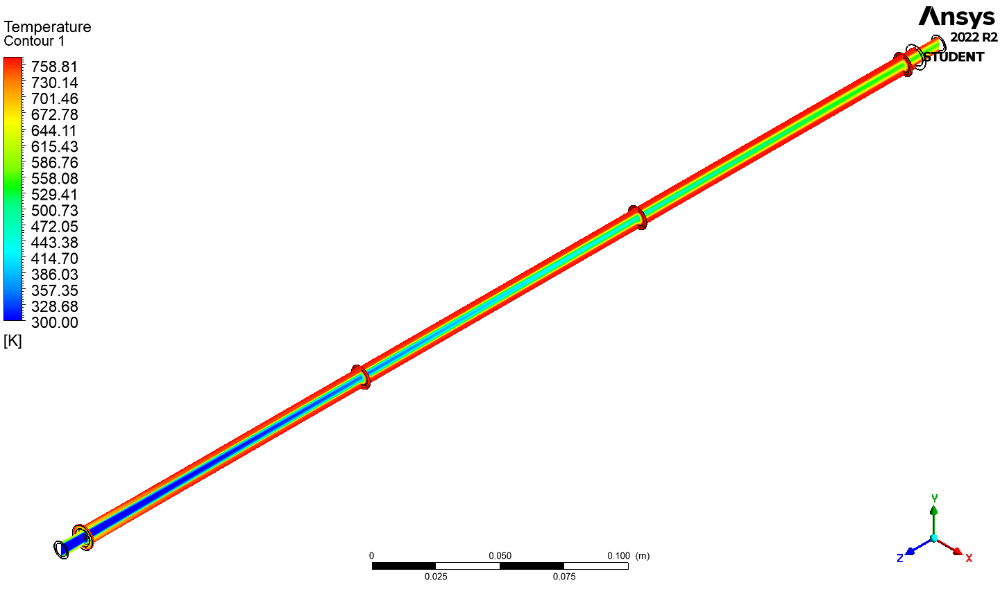 Temperature
Contour 1
758.81
730.14
701.46
672.78
644.11
615.43
586.76
558.08
529.41
500.73
472.05
443.38
414.70
386.03
357.35
328.68
300.00
[K]
Ansys
2022 R2
STUDENT
0 0.050 0.100 (m)
0.025 0.075
Y
Z X